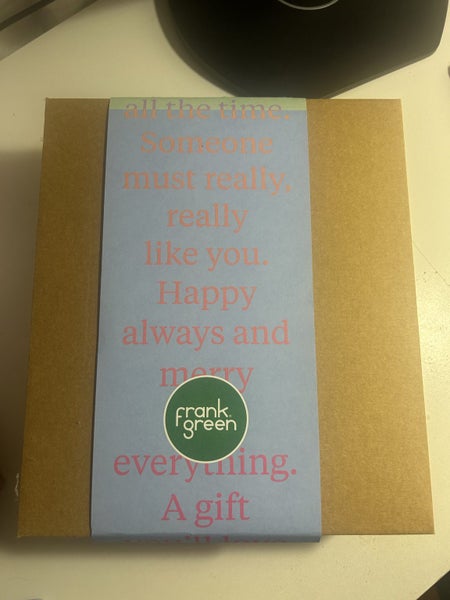 all the time.
Someone
must really,
really
like you.
Happy
always and
merry
frank
green
everything.
A gift